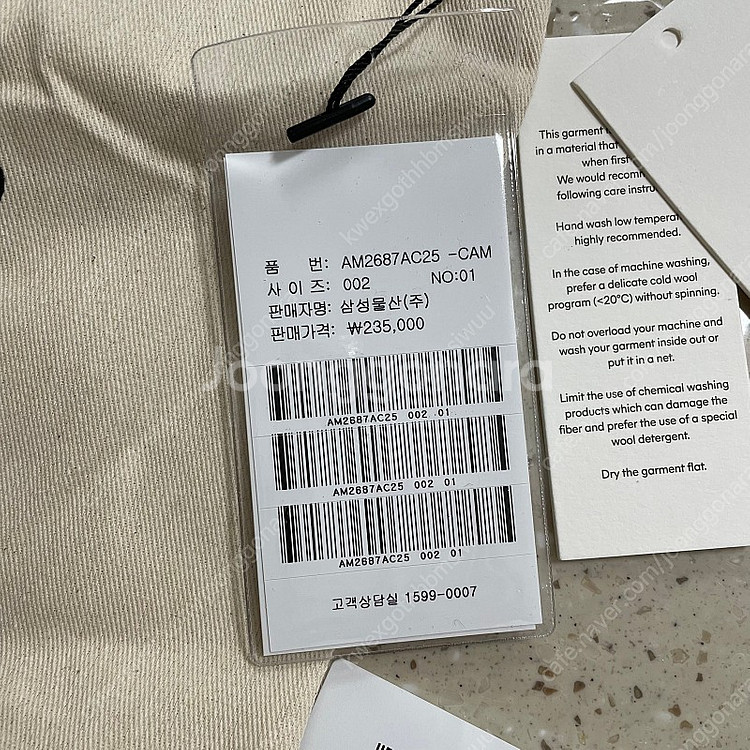 품 번: AM2687AC25 -CAM
사 이 즈: 002 NO:01
판매자명: 삼성물산(주)
판매가격: ₩235,000
AM2687AC25 002 01
AM2687AC25 002 01
AM2687AC25 002 01
고객상담실 1599-0007
This garment
in a material that
when first
We would
following care
Hand wash low
highly recommended.
In the case of machine washing,
prefer a delicate cold wool
program (<20°C) without spinning.
Do not overload your machine and
wash your garment inside out or
put it in a net.
Limit the use of chemical washing
products which can damage the
fiber and prefer the use of a special
wool detergent.
Dry the garment flat.
joonggonara